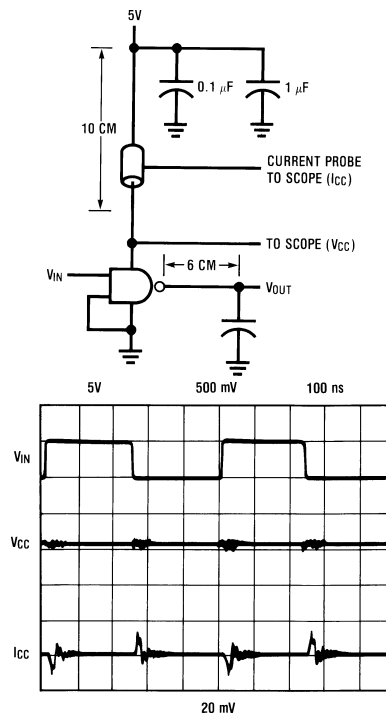 5V
0.1 µF
1 µF
10 CM
CURRENT PROBE
TO SCOPE (ICC)
TO SCOPE (VCC)
VIN
6 CM
VOUT
5V 500 mV 100 ns
VIN
VCC
ICC
20 mV